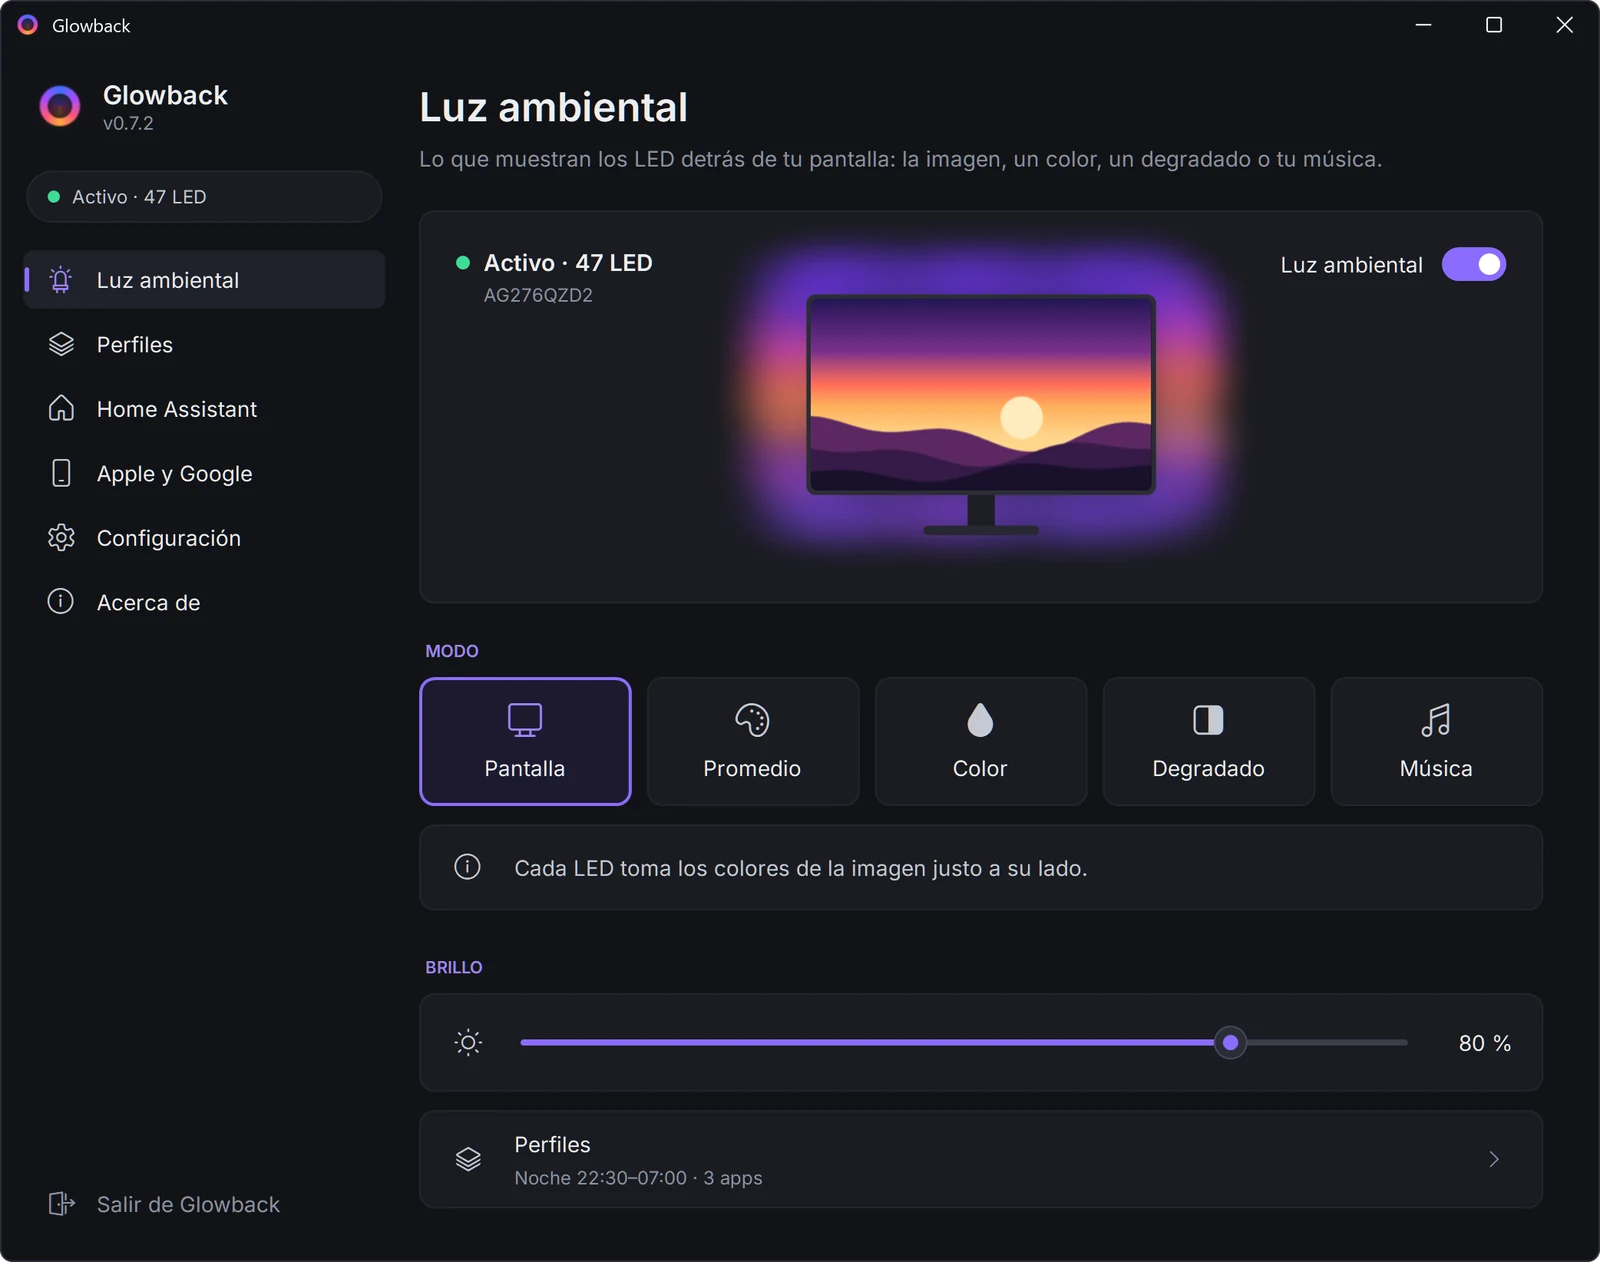 Glowback
Glowback
v0.7.2
Activo · 47 LED
Luz ambiental
Perfiles
Home Assistant
Apple y Google
Configuración
Acerca de
Salir de Glowback
Luz ambiental
Lo que muestran los LED detrás de tu pantalla: la imagen, un color, un degradado o tu música.
Activo · 47 LED
AG276QZD2
Luz ambiental
MODO
Pantalla
Promedio
Color
Degradado
Música
Cada LED toma los colores de la imagen justo a su lado.
BRILLO
80 %
Perfiles
Noche 22:30–07:00 · 3 apps